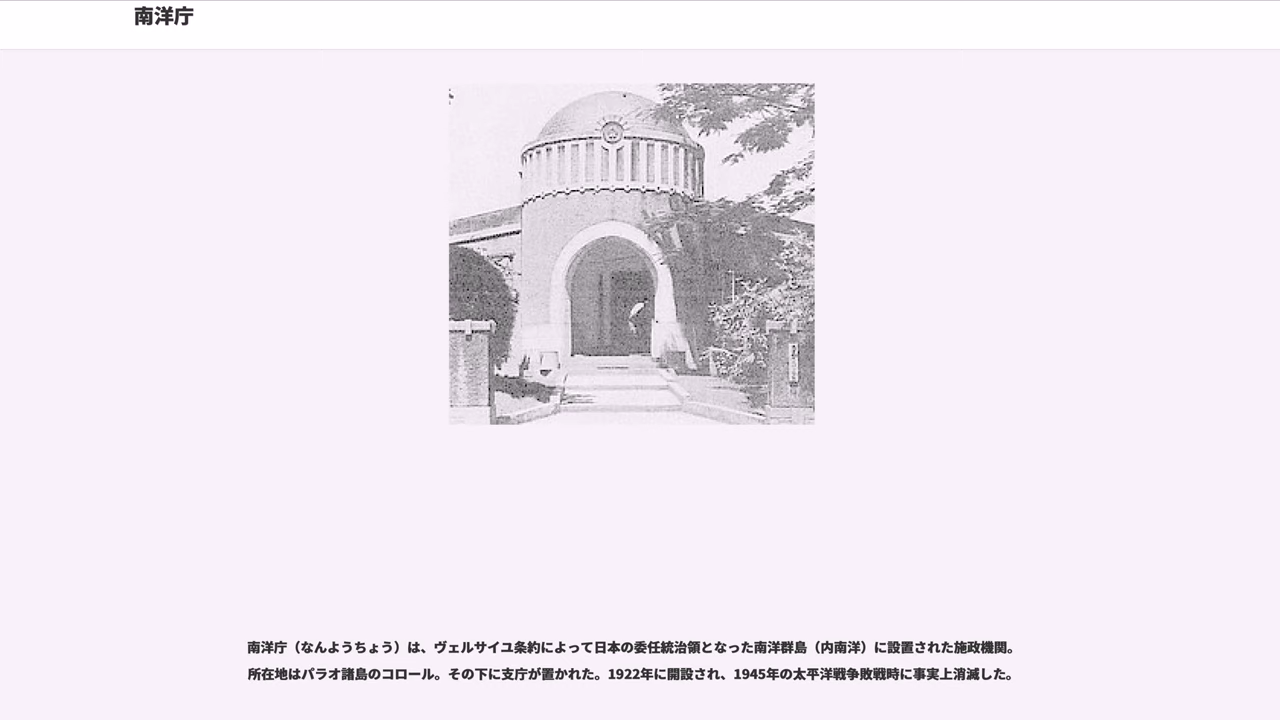 南洋庁
南洋庁（なんようちょう）は、ヴェルサイユ条約によって日本の委任統治領となった南洋群島（内南洋）に設置された施政機関。
所在地はパラオ諸島のコロール。その下に支庁が置かれた。1922年に開設され、1945年の太平洋戦争敗戦時に事実上消滅した。